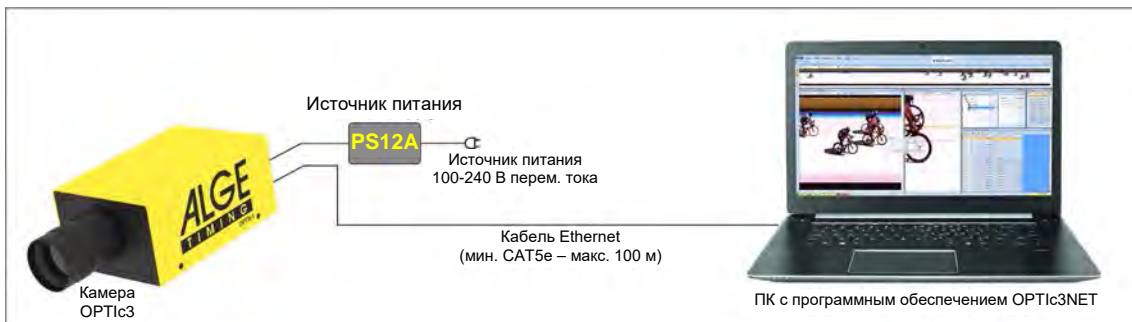 Источник питания
PS12A
Источник питания
100-240 В перем. тока
ALGE
TIMING
OPTIc3
Кабель Ethernet
(мин. CAT5e – макс. 100 м)
Камера
OPTIc3
ПК с программным обеспечением OPTIc3NET